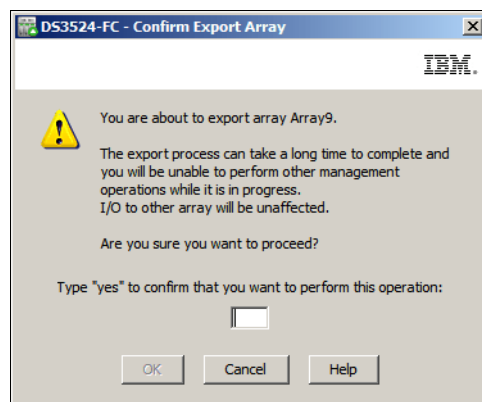 DS3524-FC - Confirm Export Array
IBM.
You are about to export array Array9.
The export process can take a long time to complete and
you will be unable to perform other management
operations while it is in progress.
I/O to other array will be unaffected.
Are you sure you want to proceed?
Type "yes" to confirm that you want to perform this operation:
OK Cancel Help